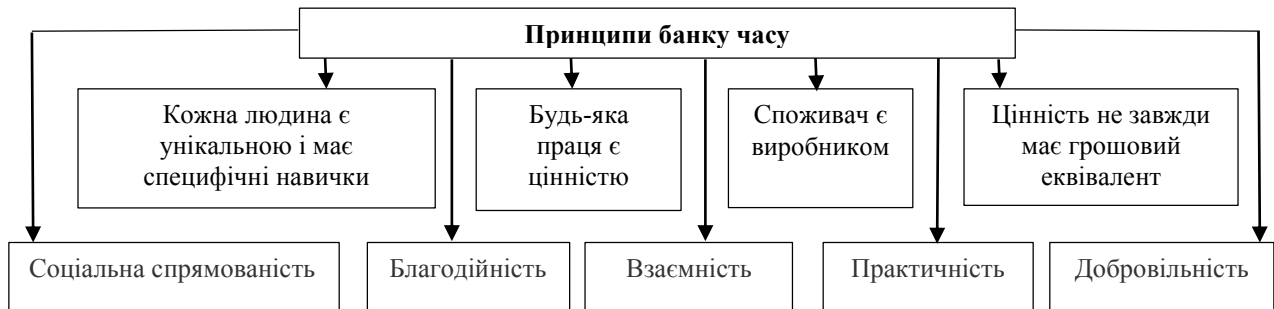 Принципи банку часу
Кожна людина є
унікальною і має
специфічні навички
Будь-яка
праця є
цінністю
Споживач є
виробником
Цінність не завжди
має грошовий
еквівалент
Соціальна спрямованість
Благодійність
Взаємність
Практичність
Добровільність